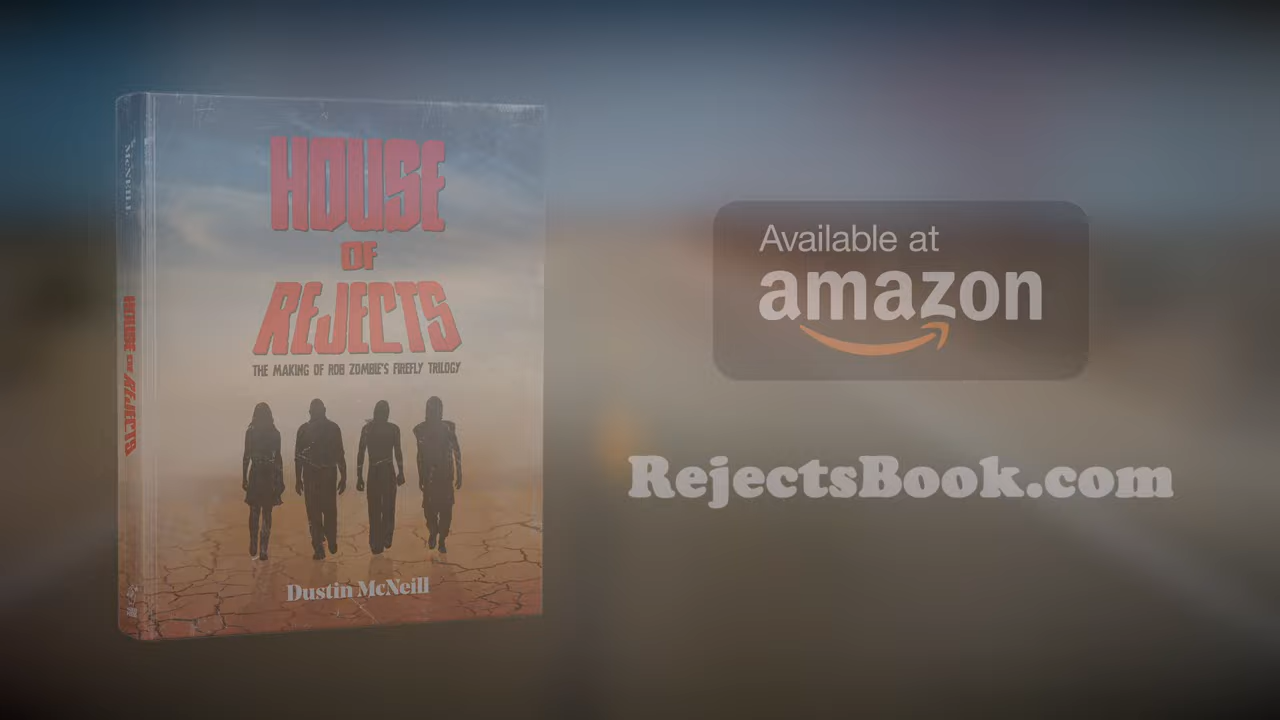 McNEILL
HOUSE OF REJECTS
HOUSE
OF
REJECTS
THE MAKING OF ROB ZOMBIE'S FIREFLY TRILOGY
Dustin McNeill
Available at
amazon
RejectsBook.com